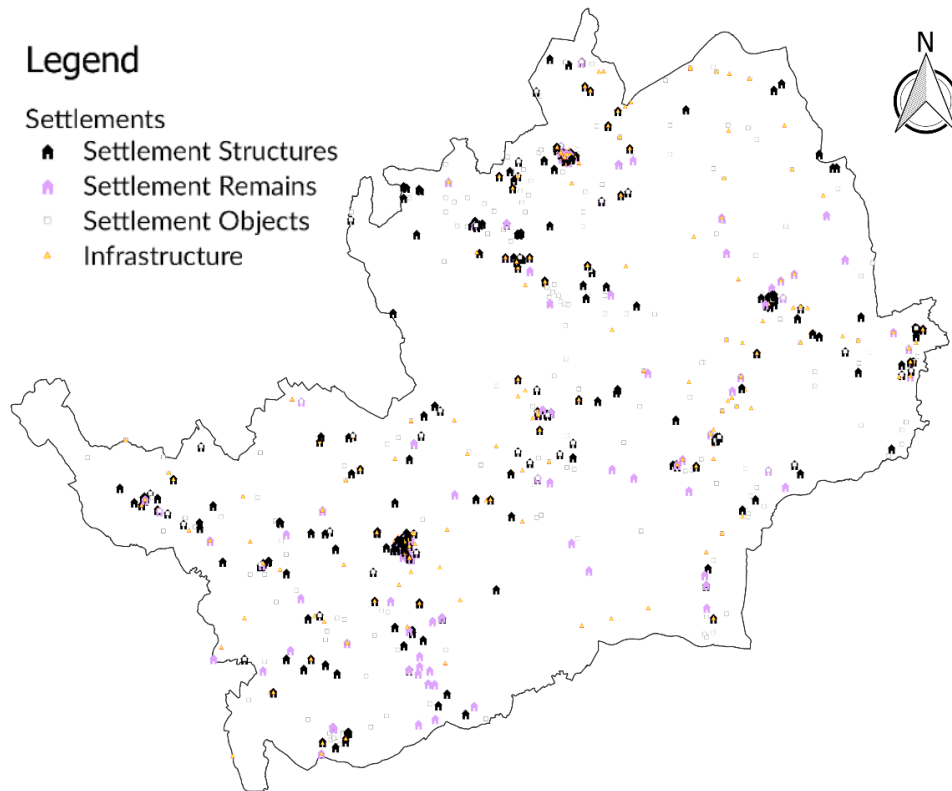 Legend
N
Settlements
Settlement Structures
Settlement Remains
Settlement Objects
Infrastructure